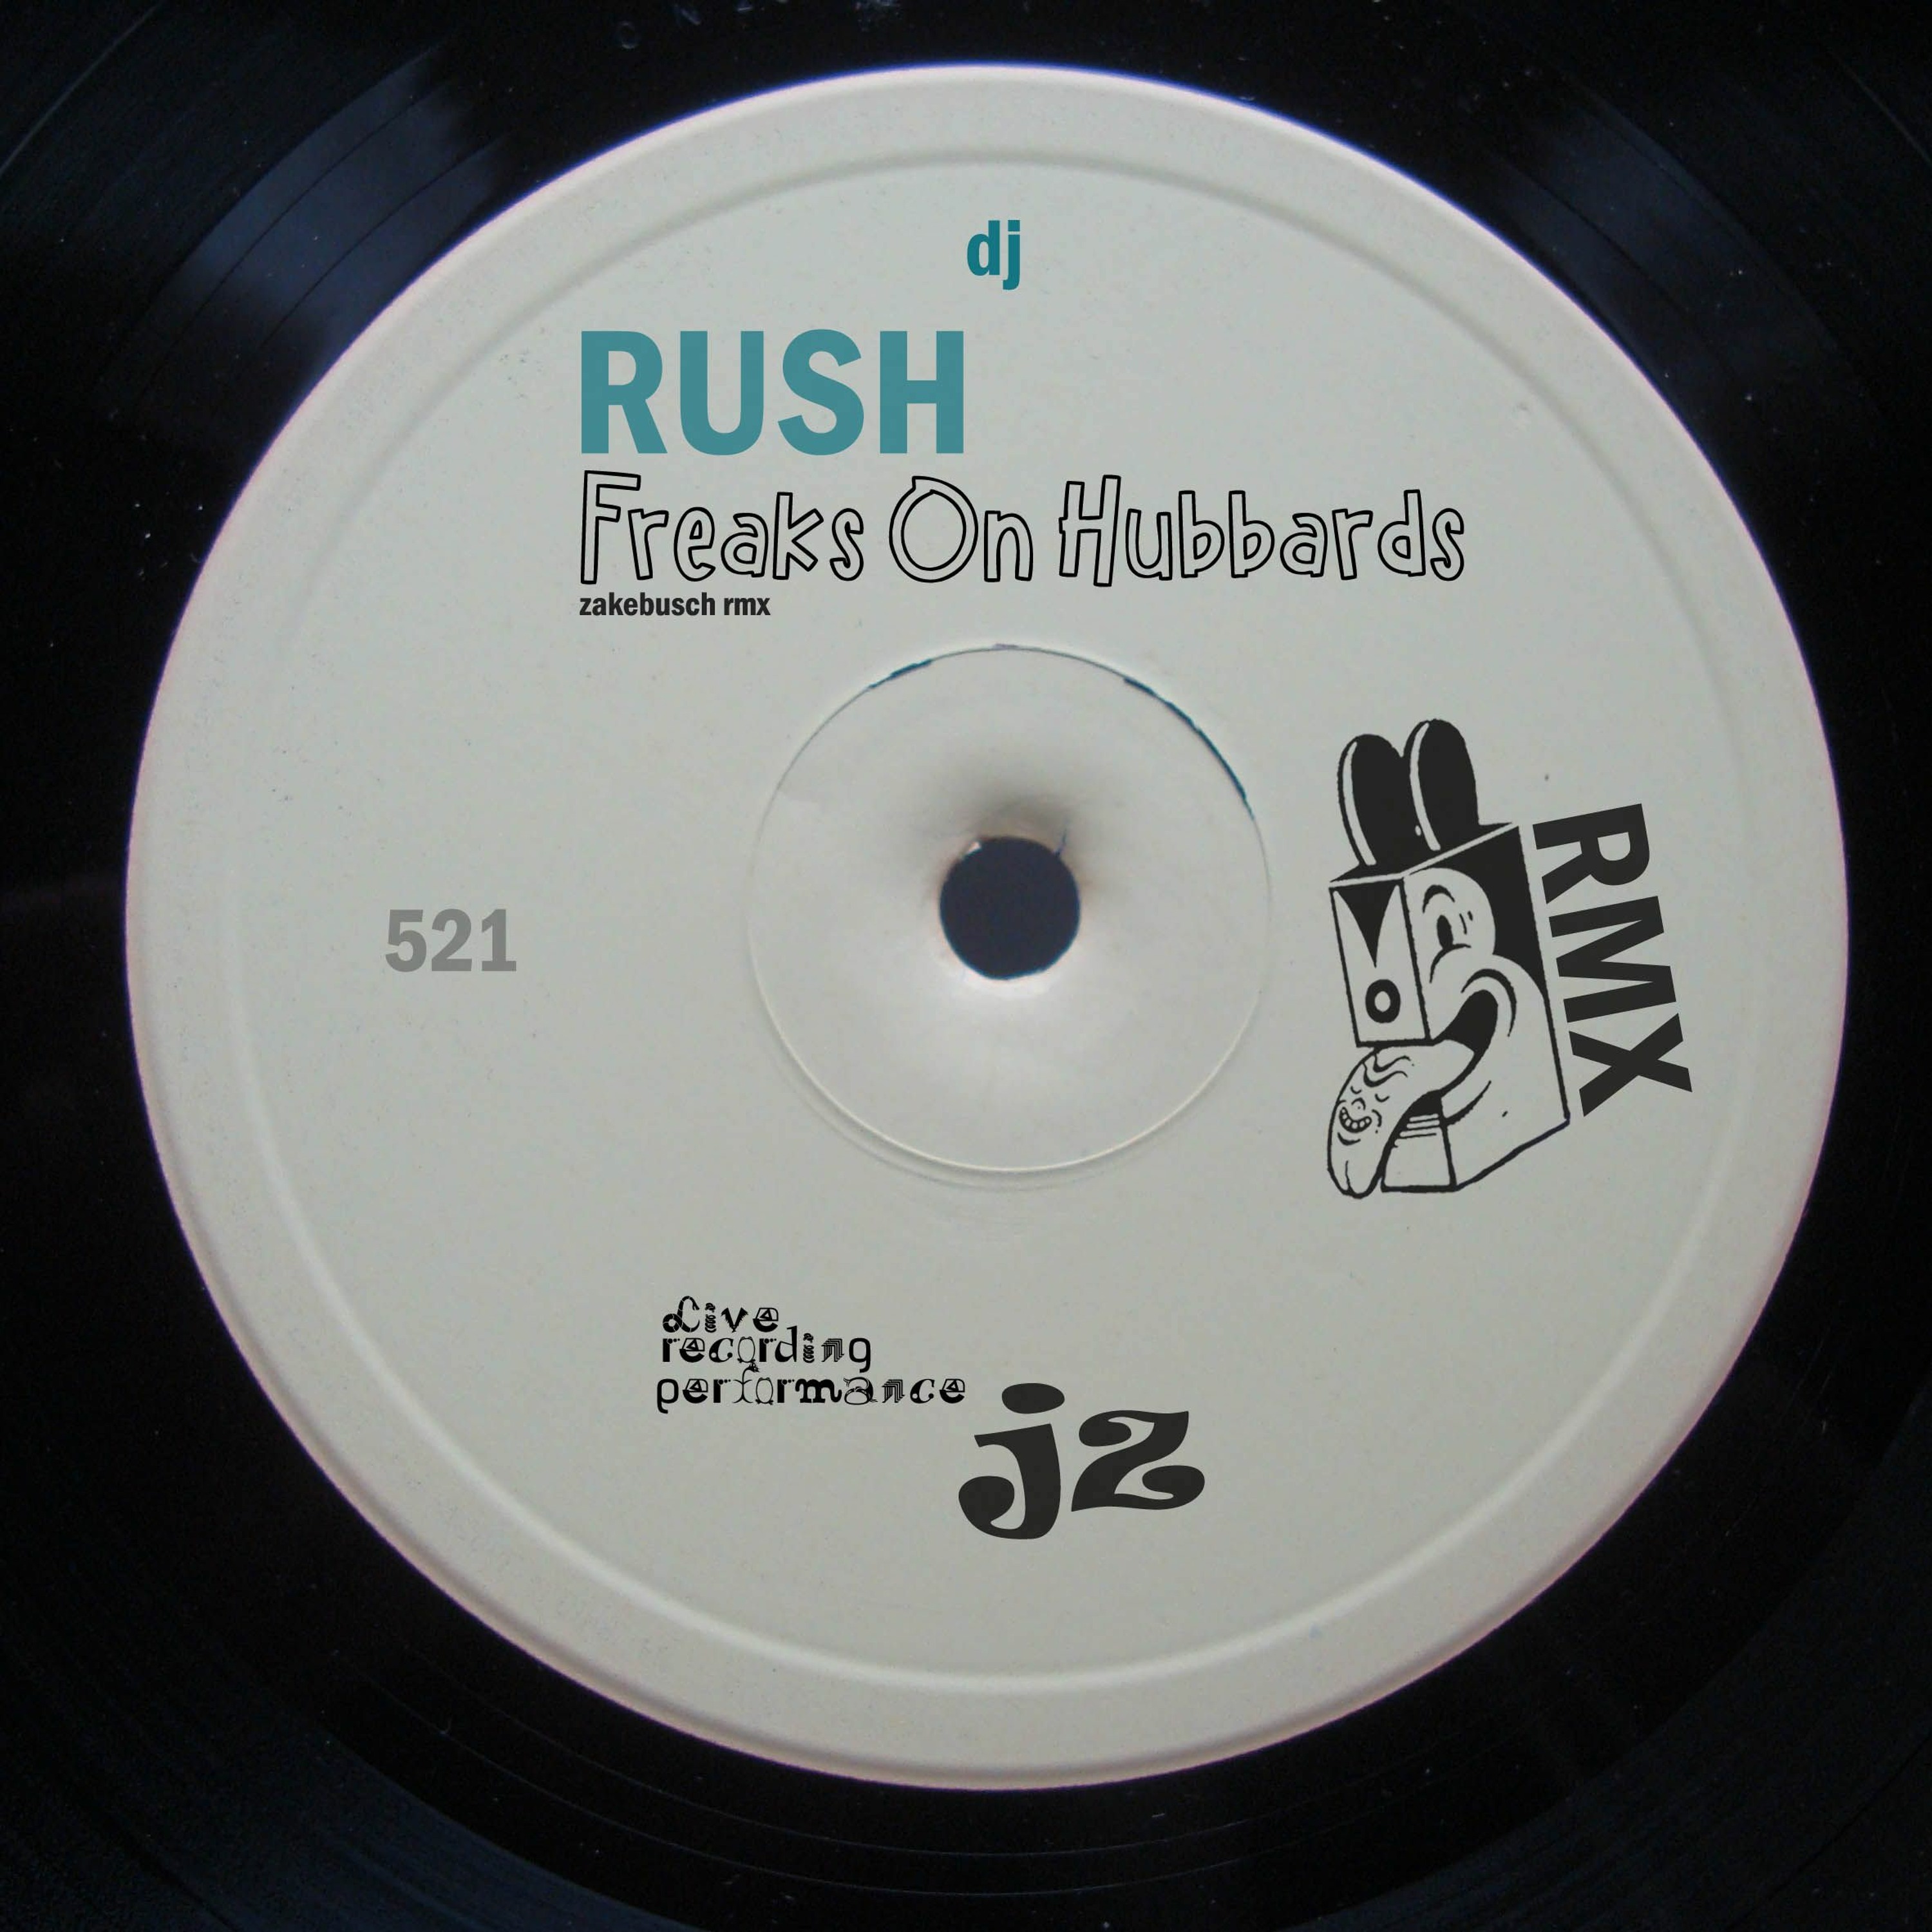 dj
RUSH
Freaks On Hubbards
zakebusch rmx
RMX
521
Live
recording
performance
jz